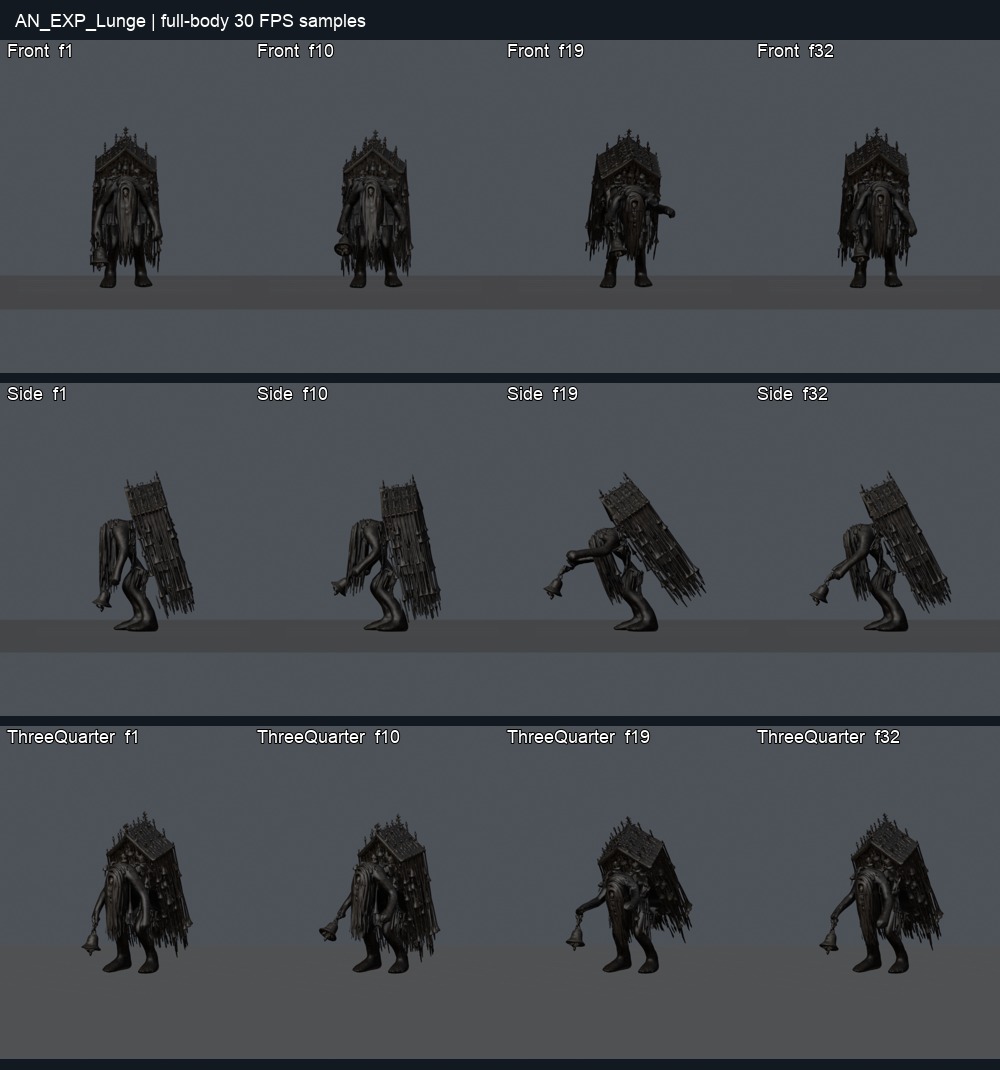 AN_EXP_Lunge | full-body 30 FPS samples
Front f1
Front f10
Front f19
Front f32
Side f1
Side f10
Side f19
Side f32
ThreeQuarter f1
ThreeQuarter f10
ThreeQuarter f19
ThreeQuarter f32